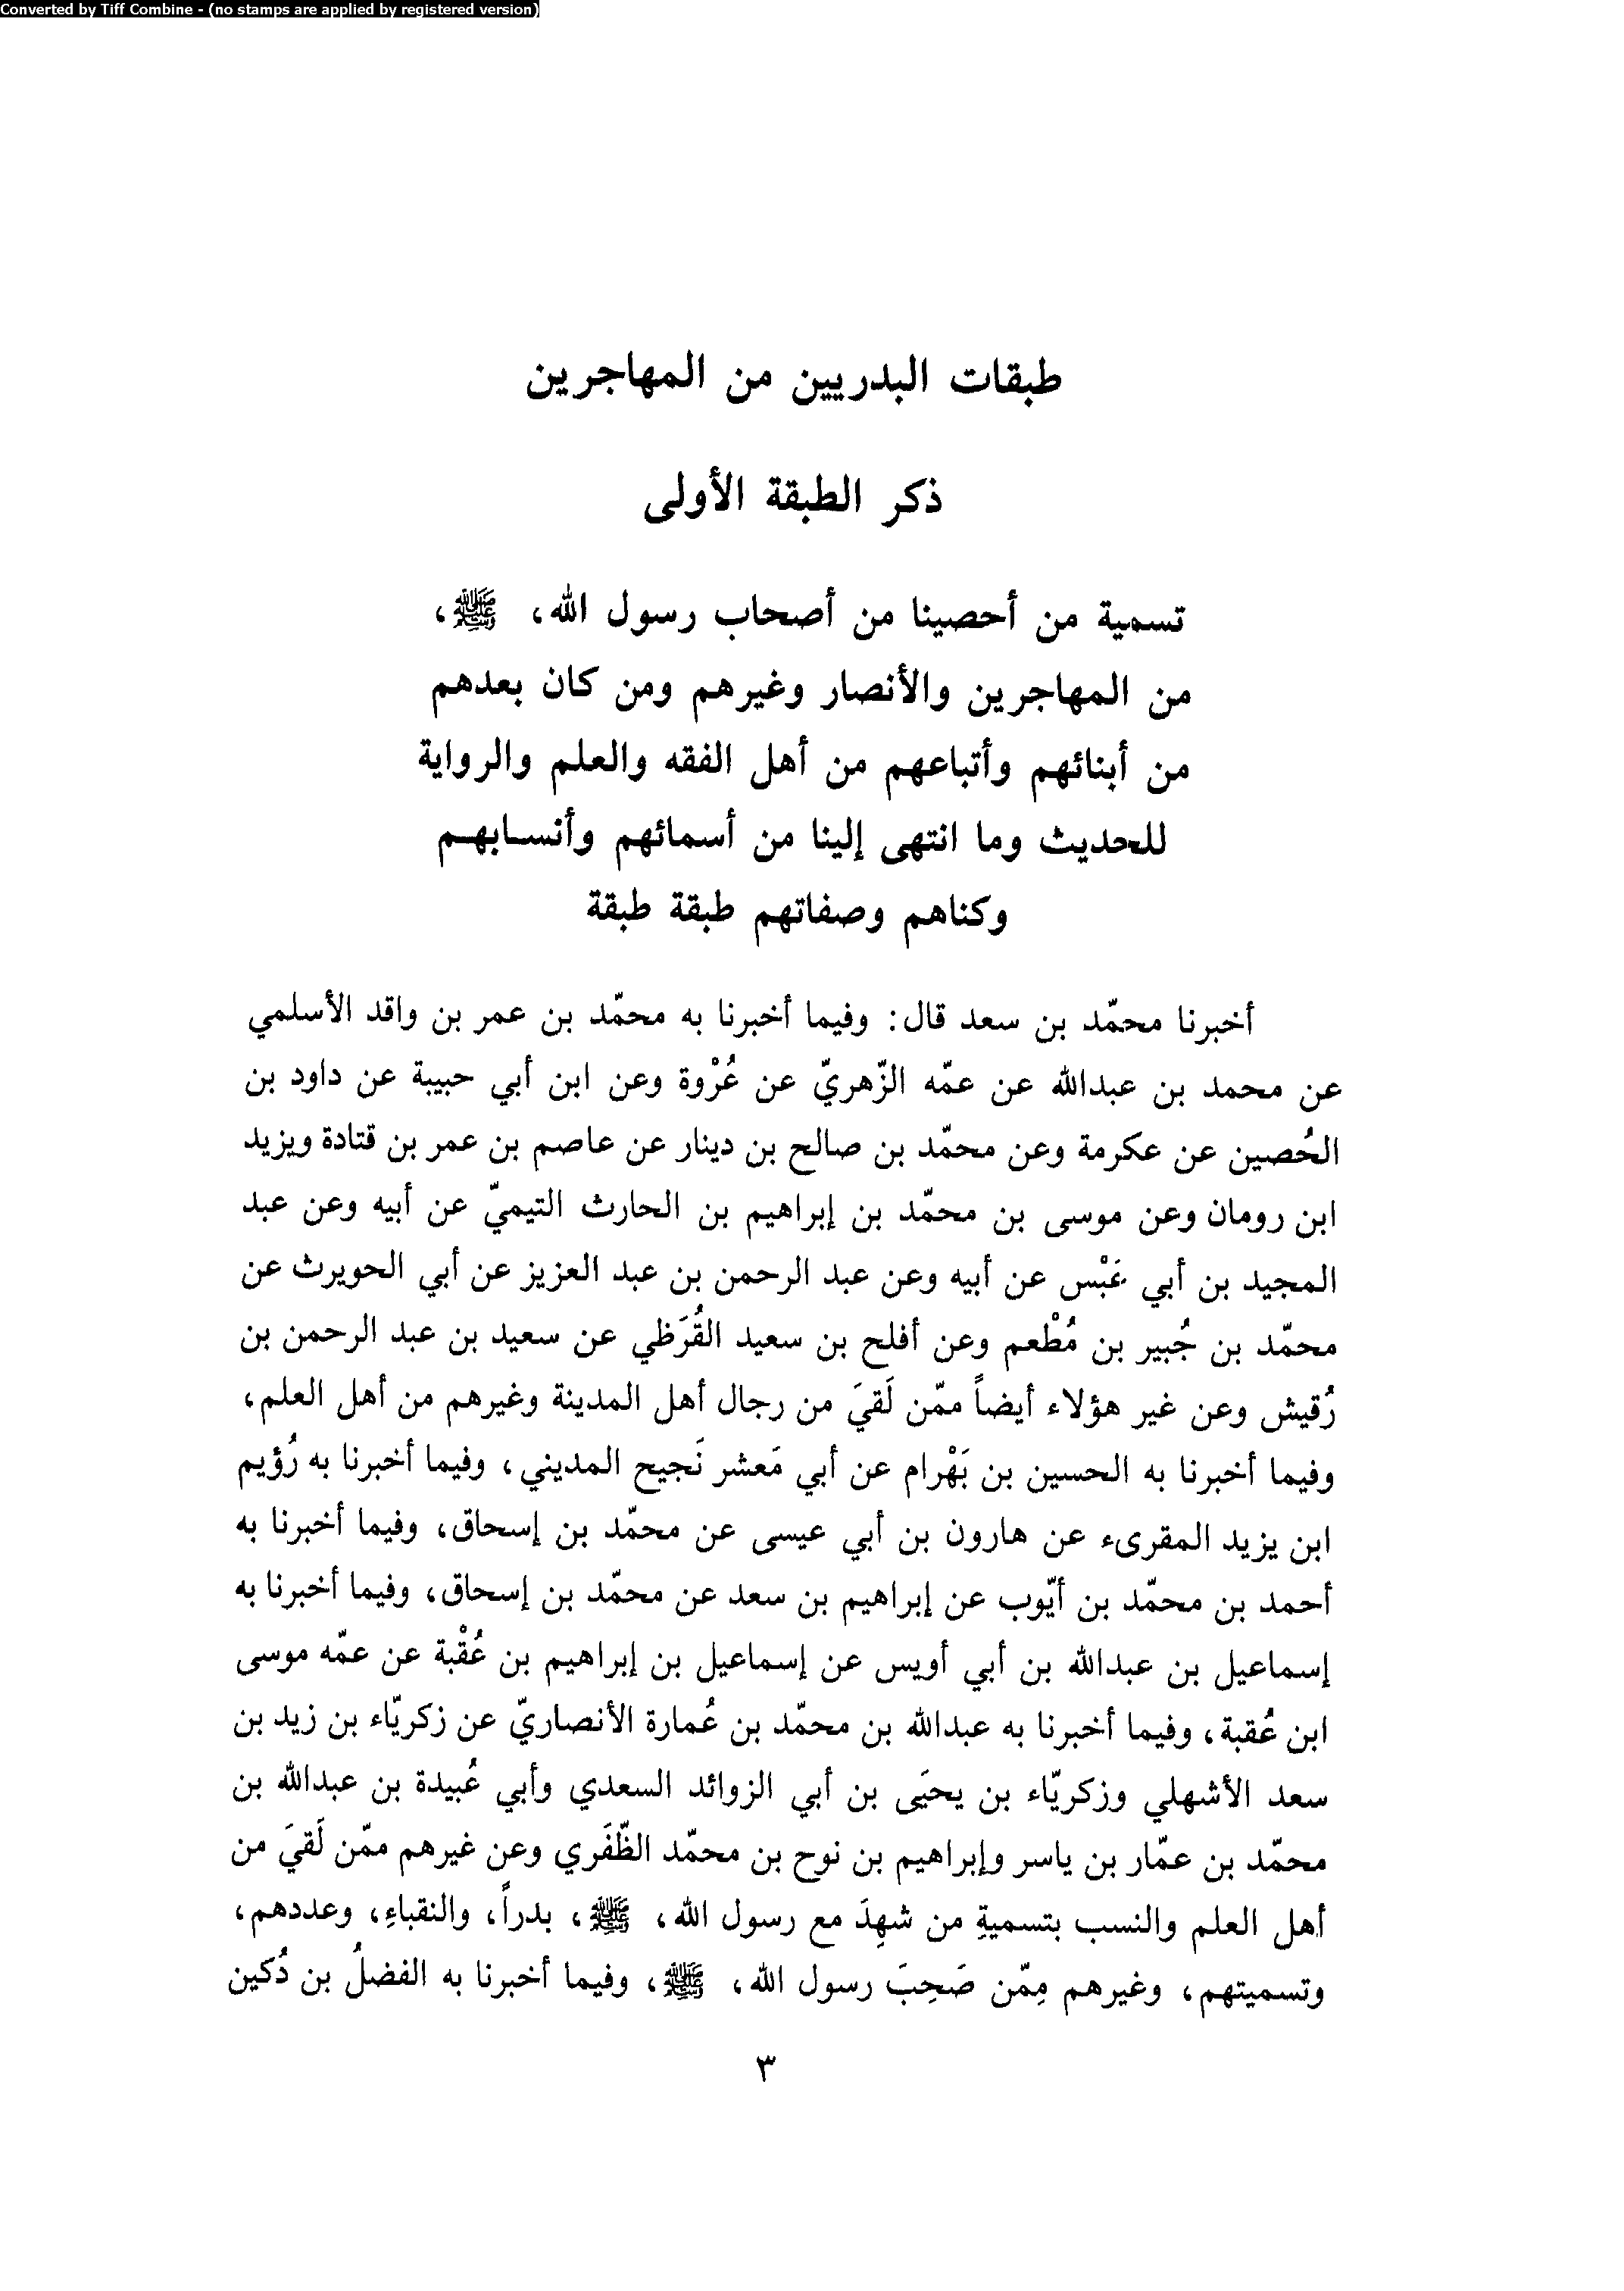 Converted by Tiff Combine - (no stamps are applied by registered version)
طبقات البدريين من المهاجرين
ذكر الطبقة الأولى
تسمية من أحصينا من أصحاب رسول الله، ﷺ،
من المهاجرين والأنصار وغيرهم ومن كان بعدهم
من أبنائهم وأتباعهم من أهل الفقه والعلم والرواية
للحديث وما انتهى إلينا من أسمائهم وأنسابهم
وكناهم وصفاتهم طبقة طبقة
أخبرنا محمّد بن سعد قال: وفيما أخبرنا به محمّد بن عمر بن واقد الأسلمي
عن محمد بن عبدالله عن عمّه الزّهريّ عن عُرْوة وعن ابن أبي حبيبة عن داود بن
الحُصين عن عكرمة وعن محمّد بن صالح بن دينار عن عاصم بن عمر بن قتادة ويزيد
ابن رومان وعن موسى بن محمّد بن إبراهيم بن الحارث التيميّ عن أبيه وعن عبد
المجيد بن أبي عَبْس عن أبيه وعن عبد الرحمن بن عبد العزيز عن أبي الحويرث عن
محمّد بن جُبير بن مُطْعم وعن أفلح بن سعيد القُرَظي عن سعيد بن عبد الرحمن بن
رُقيش وعن غير هؤلاء أيضاً ممّن لَقيَ من رجال أهل المدينة وغيرهم من أهل العلم،
وفيما أخبرنا به الحسين بن بَهْرام عن أبي مَعشر نَجيح المديني، وفيما أخبرنا به رُؤيم
ابن يزيد المقرىء عن هارون بن أبي عيسى عن محمّد بن إسحاق، وفيما أخبرنا به
أحمد بن محمّد بن أيّوب عن إبراهيم بن سعد عن محمّد بن إسحاق، وفيما أخبرنا به
إسماعيل بن عبدالله بن أبي أويس عن إسماعيل بن إبراهيم بن عُقْبة عن عمّه موسى
ابن عُقبة، وفيما أخبرنا به عبدالله بن محمّد بن عُمارة الأنصاريّ عن زكريّاء بن زيد بن
سعد الأشهلي وزكريّاء بن يحيَى بن أبي الزوائد السعدي وأبي عُبيدة بن عبدالله بن
محمّد بن عمّار بن ياسر وإبراهيم بن نوح بن محمّد الظّفَري وعن غيرهم ممّن لَقيَ من
أهل العلم والنسب بتسميةِ من شهِدَ مع رسول الله، ﷺ، بدراً، والنقباءِ، وعددهم،
وتسميتهم، وغيرهم مِمّن صَحِبَ رسول الله، ﷺ، وفيما أخبرنا به الفضلُ بن دُكين
٣